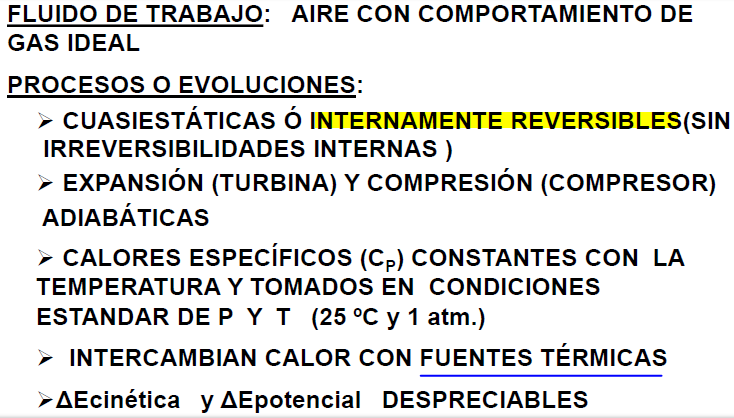 FLUIDO DE TRABAJO: AIRE CON COMPORTAMIENTO DE
GAS IDEAL
PROCESOS O EVOLUCIONES:
➢ CUASIESTÁTICAS Ó INTERNAMENTE REVERSIBLES(SIN
IRREVERSIBILIDADES INTERNAS )
➢ EXPANSIÓN (TURBINA) Y COMPRESIÓN (COMPRESOR)
ADIABÁTICAS
➢ CALORES ESPECÍFICOS (CP) CONSTANTES CON LA
TEMPERATURA Y TOMADOS EN CONDICIONES
ESTANDAR DE P Y T (25 ºC y 1 atm.)
➢ INTERCAMBIAN CALOR CON FUENTES TÉRMICAS
➢ΔEcinética y ΔEpotencial DESPRECIABLES